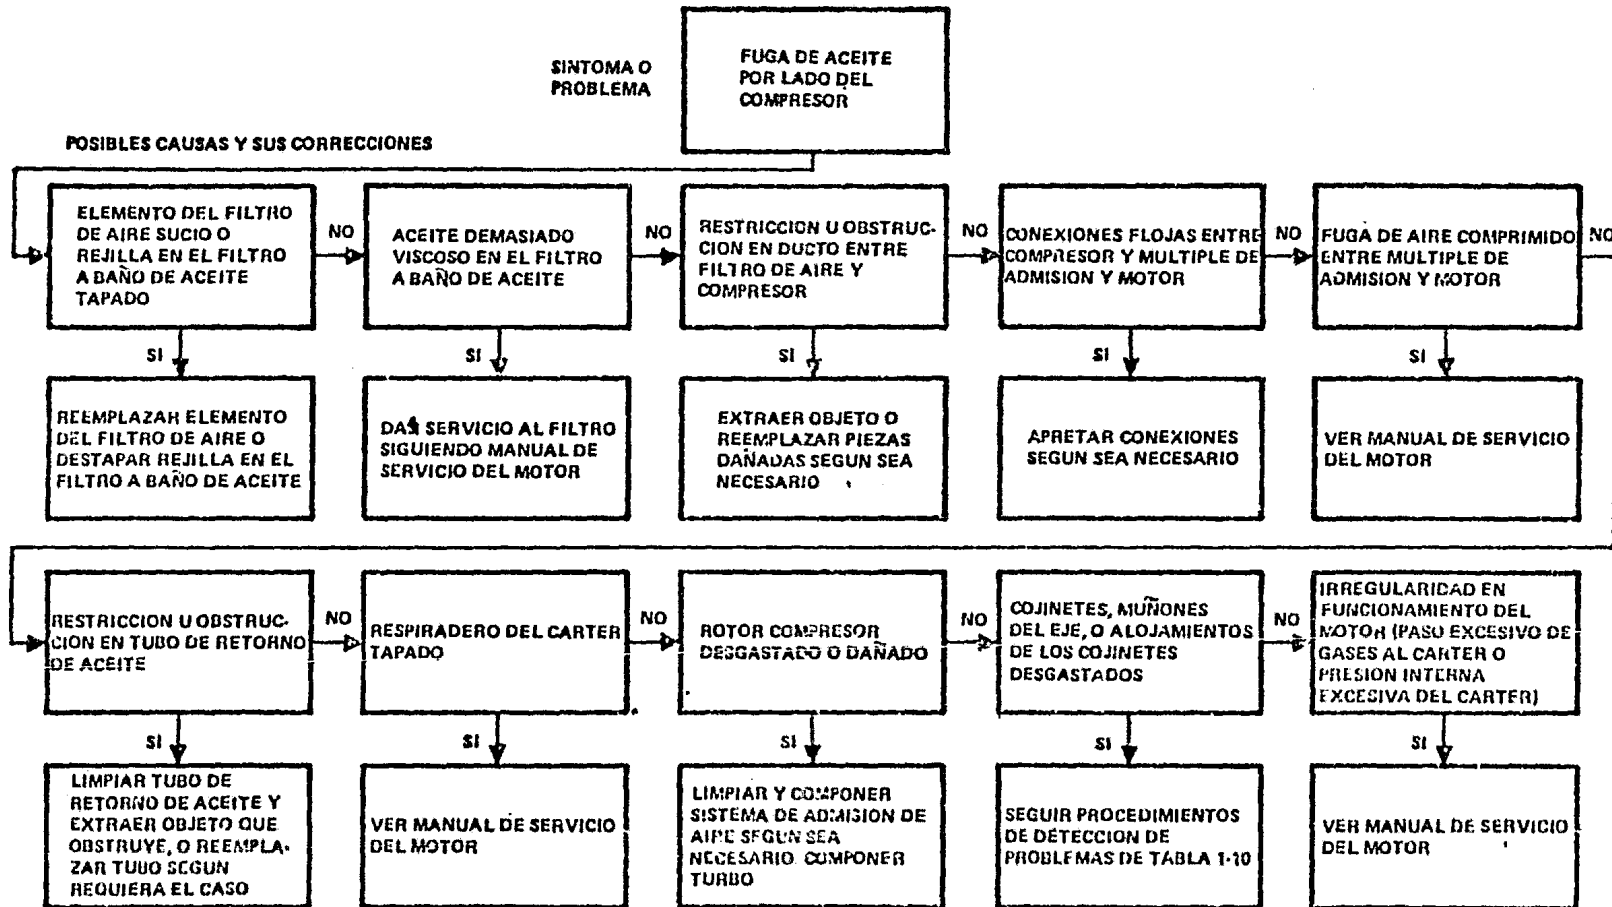 SINTOMA O
PROBLEMA
FUGA DE ACEITE
POR LADO DEL
COMPRESOR
POSIBLES CAUSAS Y SUS CORRECCIONES
ELEMENTO DEL FILTRO
DE AIRE SUCIO O
REJILLA EN EL FILTRO
A BAÑO DE ACEITE
TAPADO
NO
ACEITE DEMASIADO
VISCOSO EN EL FILTRO
A BAÑO DE ACEITE
NO
RESTRICCION U OBSTRUC-
CION EN DUCTO ENTRE
FILTRO DE AIRE Y
COMPRESOR
NO
CONEXIONES FLOJAS ENTRE
COMPRESOR Y MULTIPLE DE
ADMISION Y MOTOR
NO
FUGA DE AIRE COMPRIMIDO
ENTRE MULTIPLE DE
ADMISION Y MOTOR
NO
SI
SI
SI
SI
SI
REEMPLAZAR ELEMENTO
DEL FILTRO DE AIRE O
DESTAPAR REJILLA EN EL
FILTRO A BAÑO DE ACEITE
DAR SERVICIO AL FILTRO
SIGUIENDO MANUAL DE
SERVICIO DEL MOTOR
EXTRAER OBJETO O
REEMPLAZAR PIEZAS
DAÑADAS SEGUN SEA
NECESARIO
APRETAR CONEXIONES
SEGUN SEA NECESARIO
VER MANUAL DE SERVICIO
DEL MOTOR
RESTRICCION U OBSTRUC-
CION EN TUBO DE RETORNO
DE ACEITE
NO
RESPIRADERO DEL CARTER
TAPADO
NO
ROTOR COMPRESOR
DESGASTADO O DAÑADO
NO
COJINETES, MUÑONES
DEL EJE, O ALOJAMIENTOS
DE LOS COJINETES
DESGASTADOS
NO
IRREGULARIDAD EN
FUNCIONAMIENTO DEL
MOTOR (PASO EXCESIVO DE
GASES AL CARTER O
PRESION INTERNA
EXCESIVA DEL CARTER)
SI
SI
SI
SI
SI
LIMPIAR TUBO DE
RETORNO DE ACEITE Y
EXTRAER OBJETO QUE
OBSTRUYE, O REEMPLA-
ZAR TUBO SEGUN
REQUIERA EL CASO
VER MANUAL DE SERVICIO
DEL MOTOR
LIMPIAR Y COMPONER
SISTEMA DE ADMISION DE
AIRE SEGUN SEA
NECESARIO. COMPONER
TURBO
SEGUIR PROCEDIMIENTOS
DE DETECCION DE
PROBLEMAS DE TABLA 1-10
VER MANUAL DE SERVICIO
DEL MOTOR